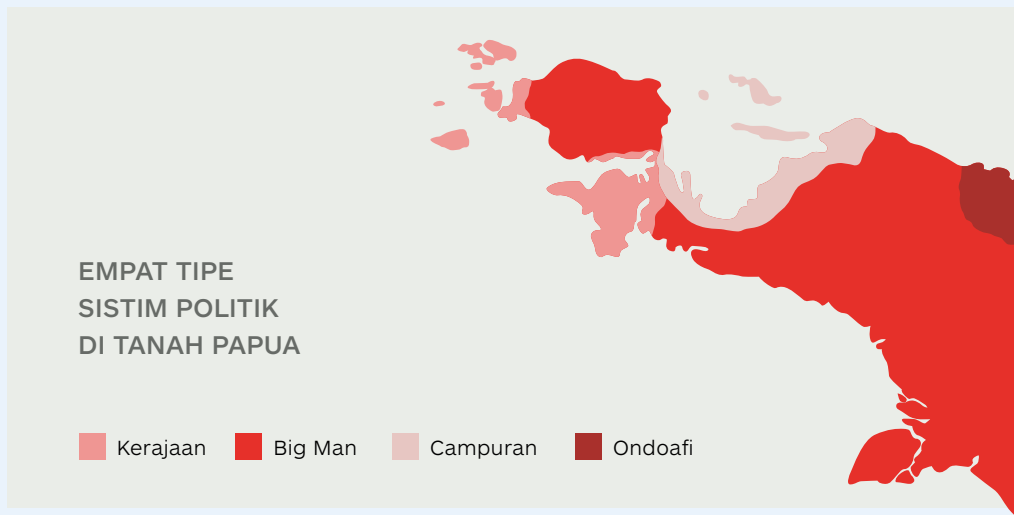 EMPAT TIPE
SISTIM POLITIK
DI TANAH PAPUA
Kerajaan Big Man Campuran Ondoafi